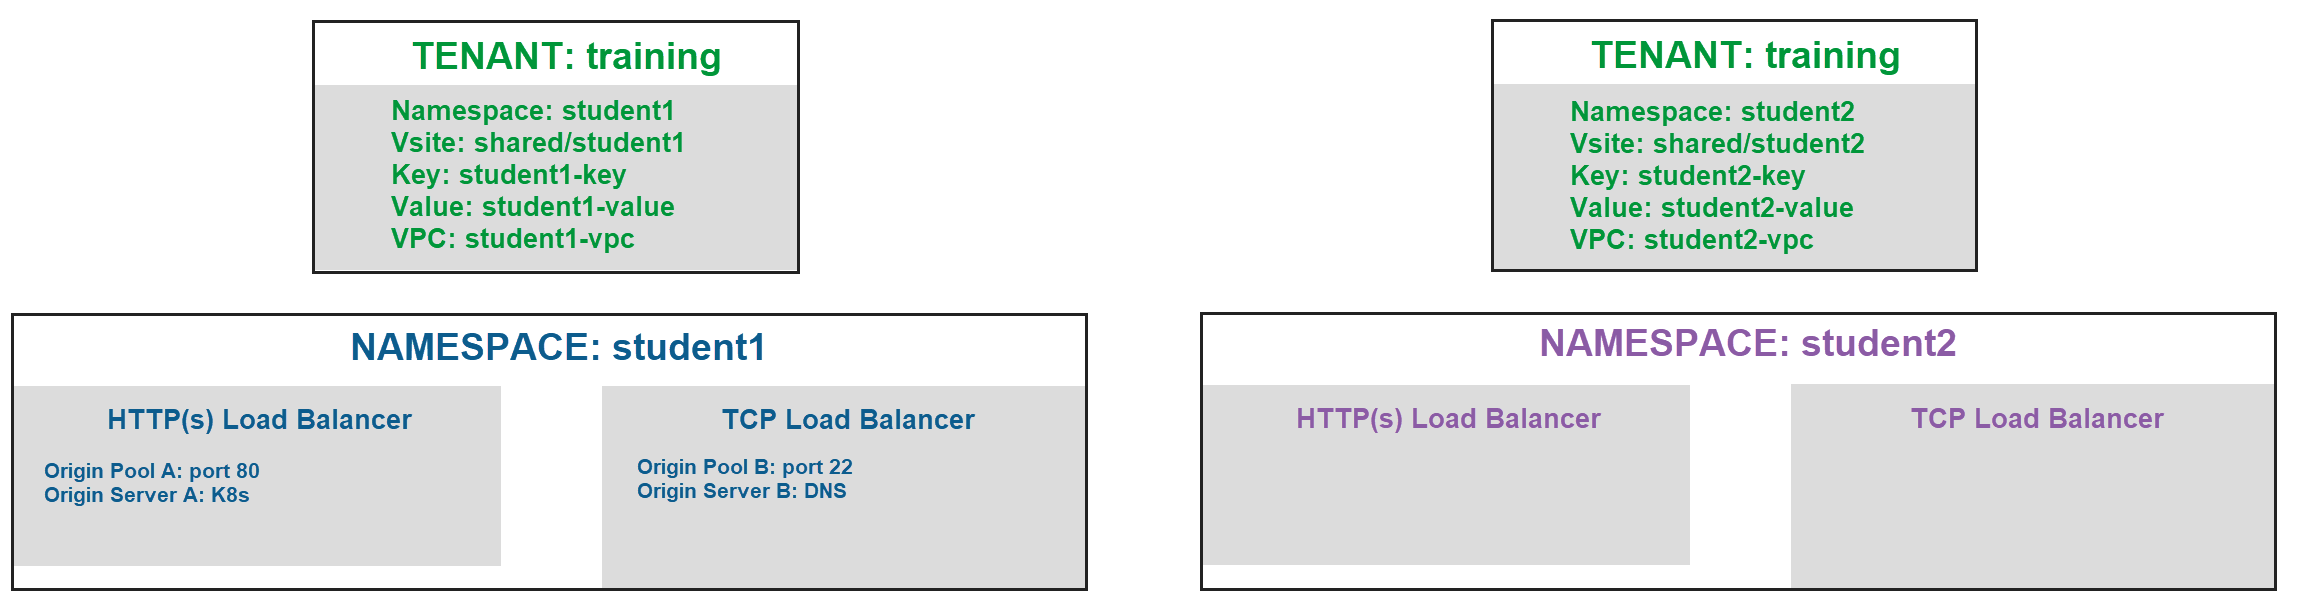 TENANT: training
Namespace: student1
Vsite: shared/student1
Key: student1-key
Value: student1-value
VPC: student1-vpc
TENANT: training
Namespace: student2
Vsite: shared/student2
Key: student2-key
Value: student2-value
VPC: student2-vpc
NAMESPACE: student1
HTTP(s) Load Balancer
Origin Pool A: port 80
Origin Server A: K8s
TCP Load Balancer
Origin Pool B: port 22
Origin Server B: DNS
NAMESPACE: student2
HTTP(s) Load Balancer
TCP Load Balancer